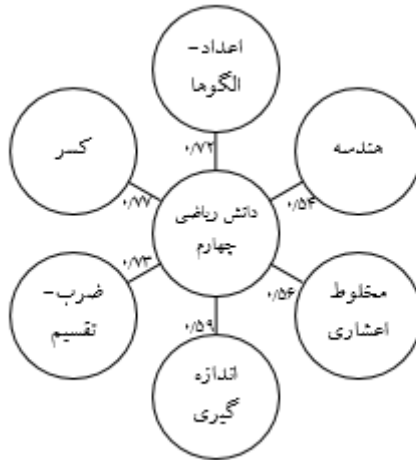 اعداد-
الگوها
۰/۷۲
هندسه
۰/۵۴
کسر
۰/۷۷
دانش ریاضی
چهارم
مخلوط
اعشاری
۰/۵۶
ضرب-
تقسیم
۰/۷۳
۰/۵۹
اندازه
گیری